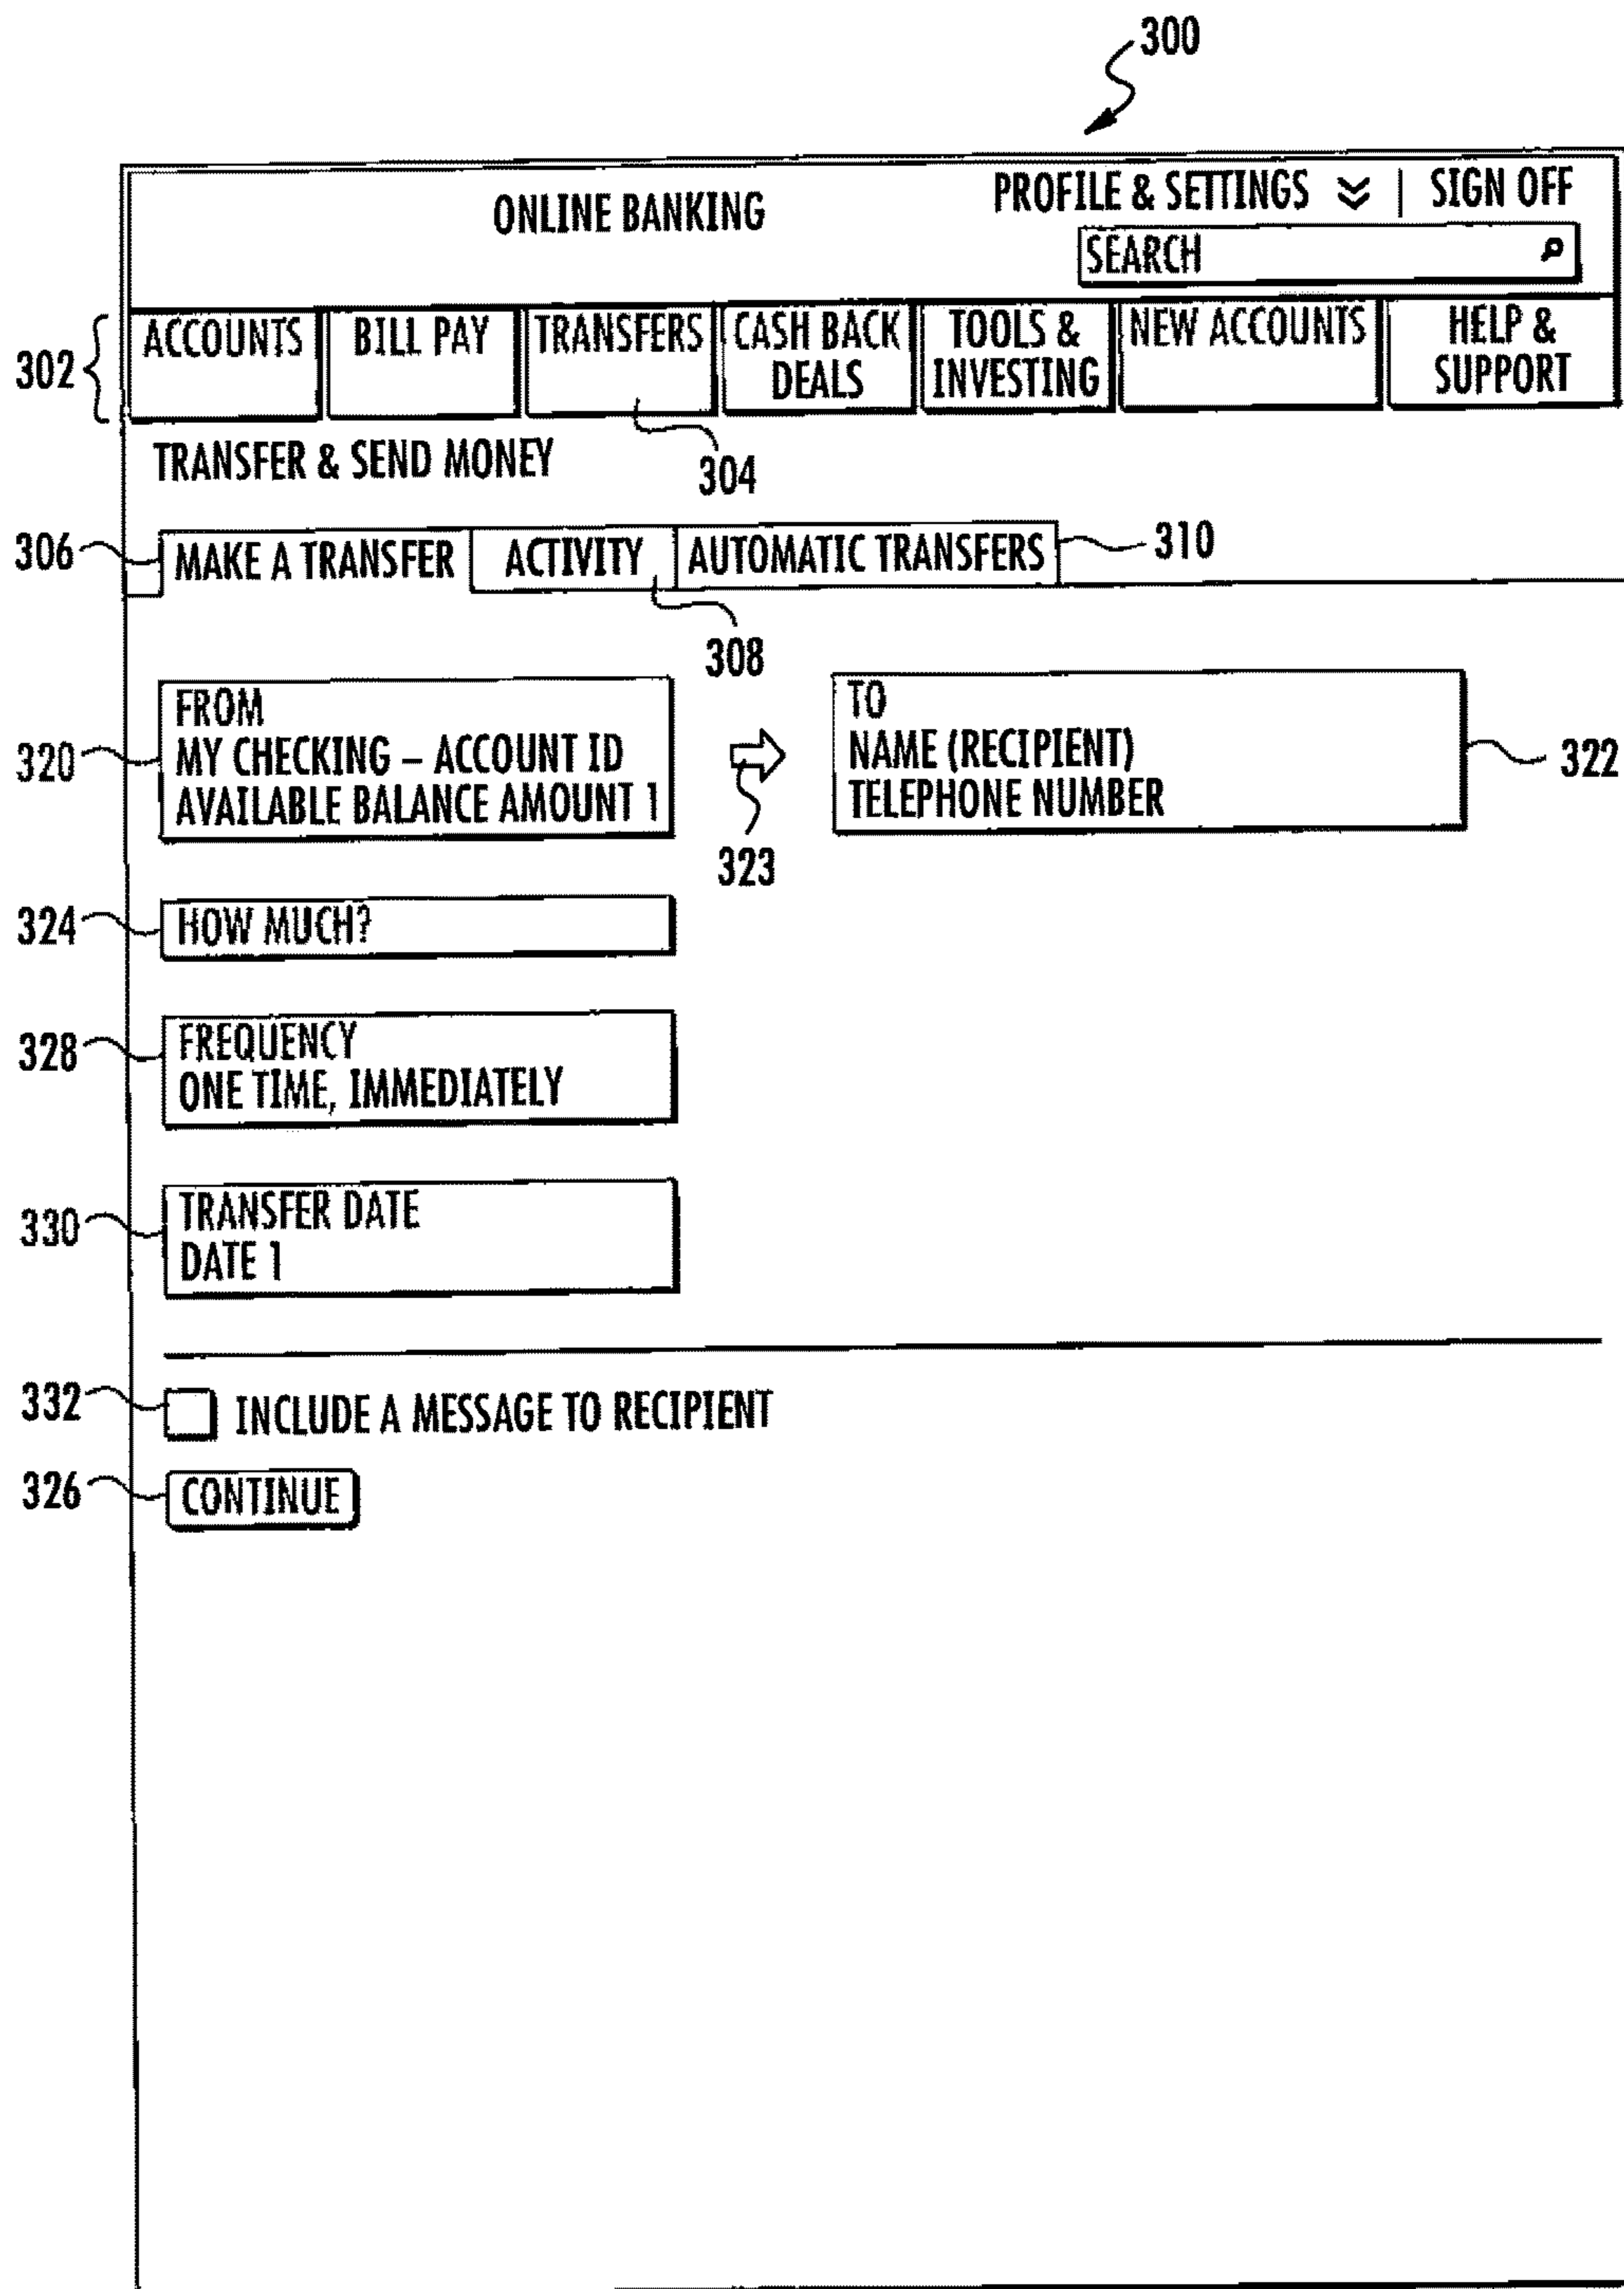 300
ONLINE BANKING
PROFILE & SETTINGS | SIGN OFF
SEARCH
302
ACCOUNTS
BILL PAY
TRANSFERS
CASH BACK
DEALS
TOOLS &
INVESTING
NEW ACCOUNTS
HELP &
SUPPORT
304
TRANSFER & SEND MONEY
306
MAKE A TRANSFER
ACTIVITY
AUTOMATIC TRANSFERS
310
308
320
FROM
MY CHECKING – ACCOUNT ID
AVAILABLE BALANCE AMOUNT 1
323
TO
NAME (RECIPIENT)
TELEPHONE NUMBER
322
324
HOW MUCH?
328
FREQUENCY
ONE TIME, IMMEDIATELY
330
TRANSFER DATE
DATE 1
332
INCLUDE A MESSAGE TO RECIPIENT
326
CONTINUE